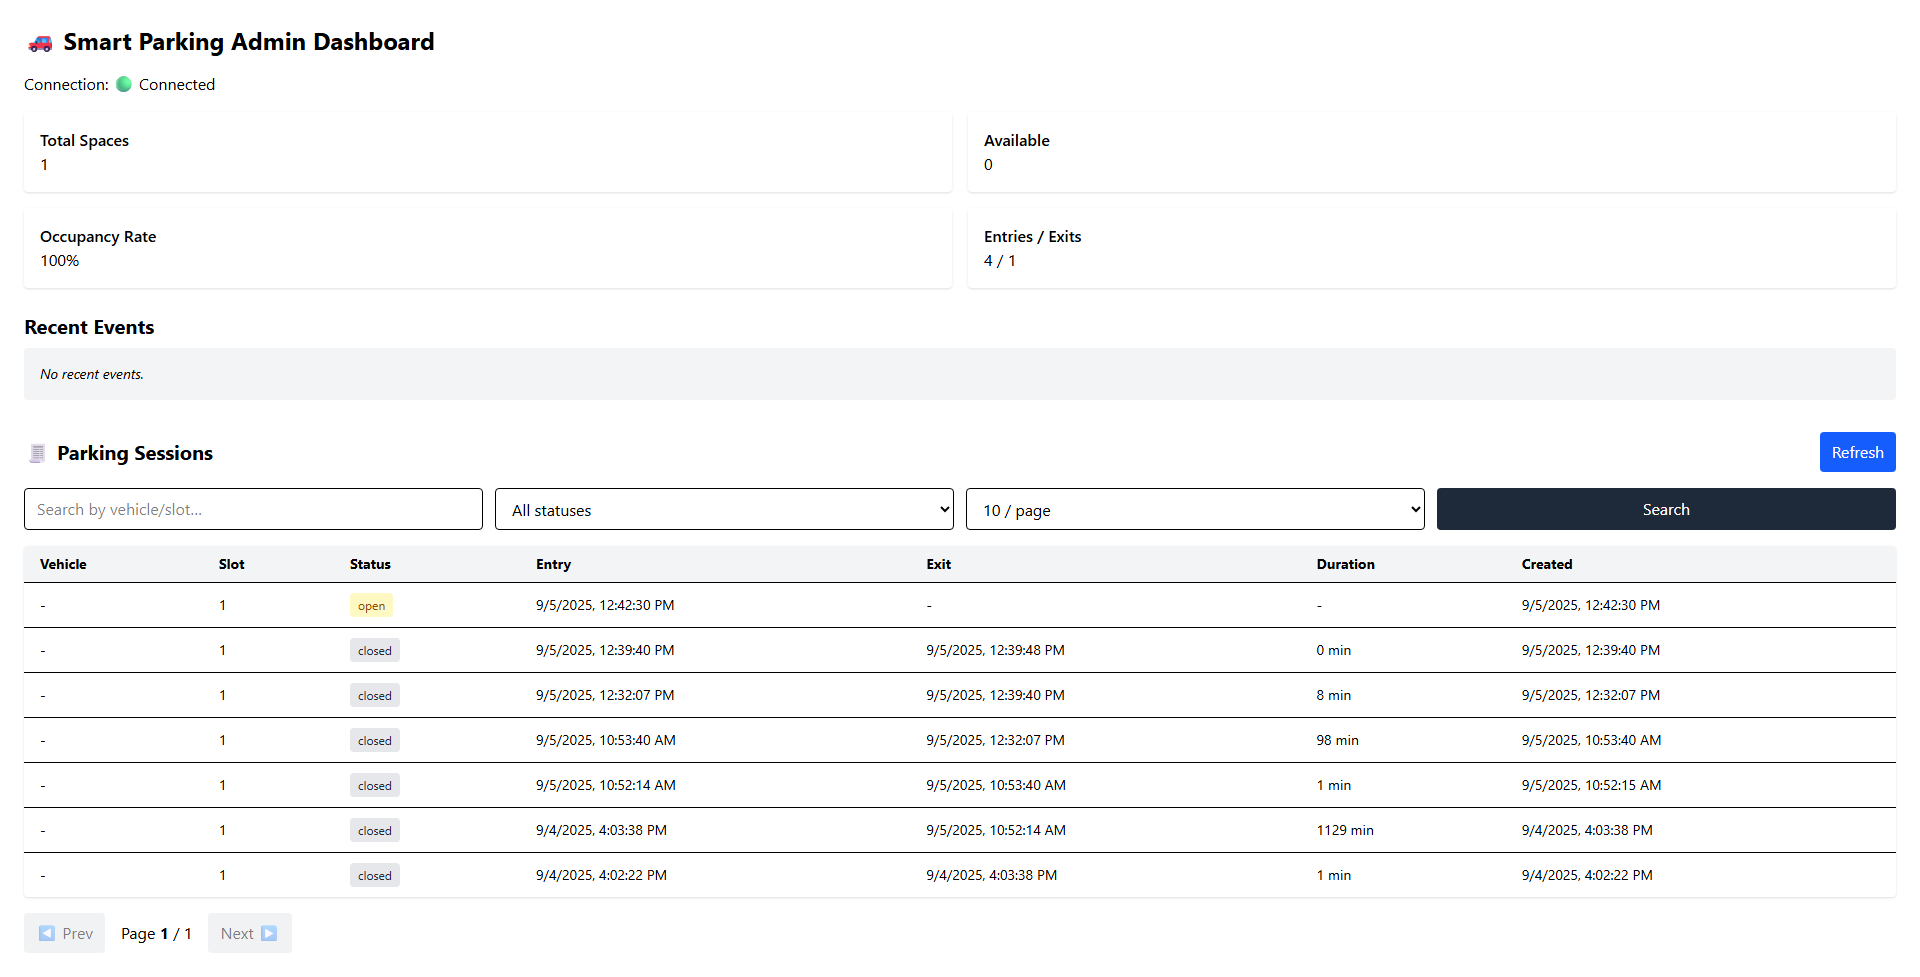 Smart Parking Admin Dashboard
Connection: Connected
Total Spaces
1
Available
0
Occupancy Rate
100%
Entries / Exits
4 / 1
Recent Events
No recent events.
Parking Sessions
Refresh
Search by vehicle/slot... All statuses 10 / page Search
Vehicle Slot Status Entry Exit Duration Created
- 1 open 9/5/2025, 12:42:30 PM - - 9/5/2025, 12:42:30 PM
- 1 closed 9/5/2025, 12:39:40 PM 9/5/2025, 12:39:48 PM 0 min 9/5/2025, 12:39:40 PM
- 1 closed 9/5/2025, 12:32:07 PM 9/5/2025, 12:39:40 PM 8 min 9/5/2025, 12:32:07 PM
- 1 closed 9/5/2025, 10:53:40 AM 9/5/2025, 12:32:07 PM 98 min 9/5/2025, 10:53:40 AM
- 1 closed 9/5/2025, 10:52:14 AM 9/5/2025, 10:53:40 AM 1 min 9/5/2025, 10:52:15 AM
- 1 closed 9/4/2025, 4:03:38 PM 9/5/2025, 10:52:14 AM 1129 min 9/4/2025, 4:03:38 PM
- 1 closed 9/4/2025, 4:02:22 PM 9/4/2025, 4:03:38 PM 1 min 9/4/2025, 4:02:22 PM
Prev Page 1 / 1 Next